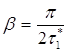 β = π / 2τ₁*